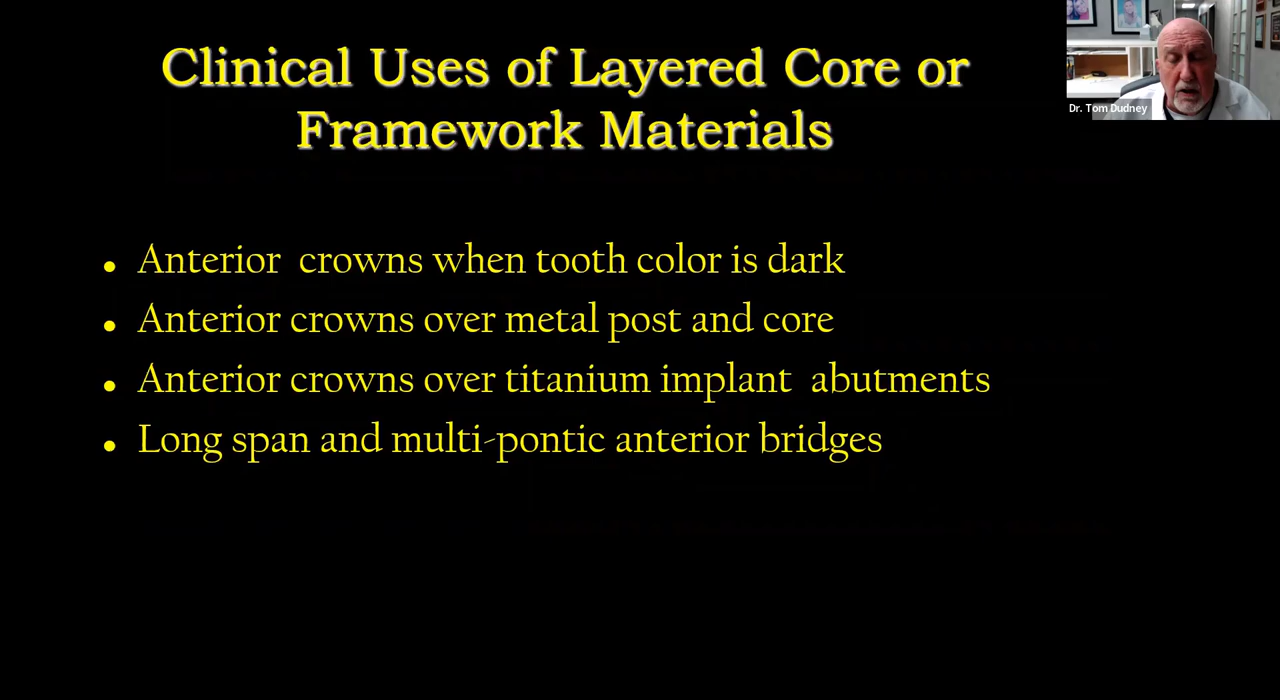 Clinical Uses of Layered Core or
Framework Materials
Dr. Tom Dudney
• Anterior  crowns when tooth color is dark
• Anterior crowns over metal post and core
• Anterior crowns over titanium implant  abutments
• Long span and multi-pontic anterior bridges